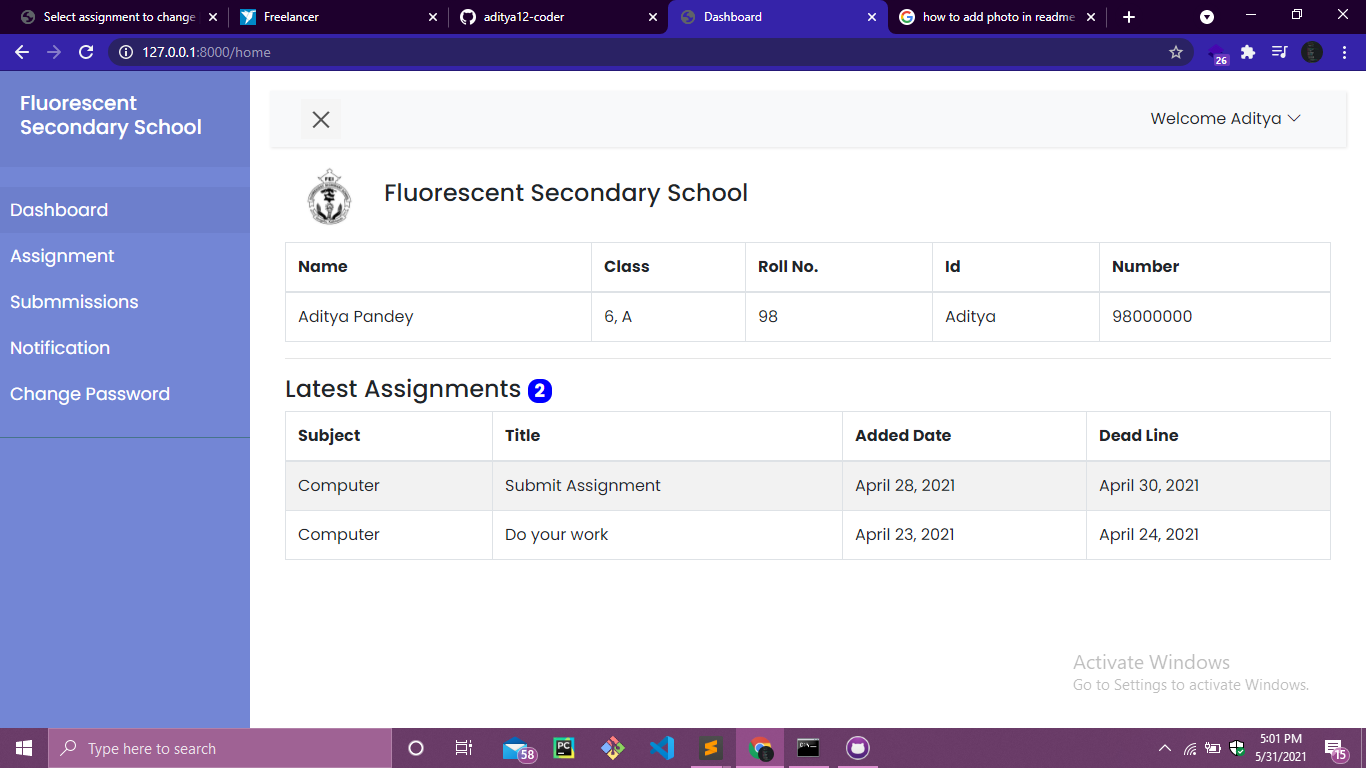 Select assignment to change
Freelancer
aditya12-coder
Dashboard
how to add photo in readme
127.0.0.1:8000/home
26
Fluorescent
Secondary School
Welcome Aditya
Dashboard
Assignment
Submmissions
Notification
Change Password
FEI
Fluorescent Secondary School
Name Class Roll No. Id Number
Aditya Pandey 6, A 98 Aditya 98000000
Latest Assignments 2
Subject Title Added Date Dead Line
Computer Submit Assignment April 28, 2021 April 30, 2021
Computer Do your work April 23, 2021 April 24, 2021
Activate Windows
Go to Settings to activate Windows.
Type here to search
58
PC
5:01 PM
5/31/2021
15